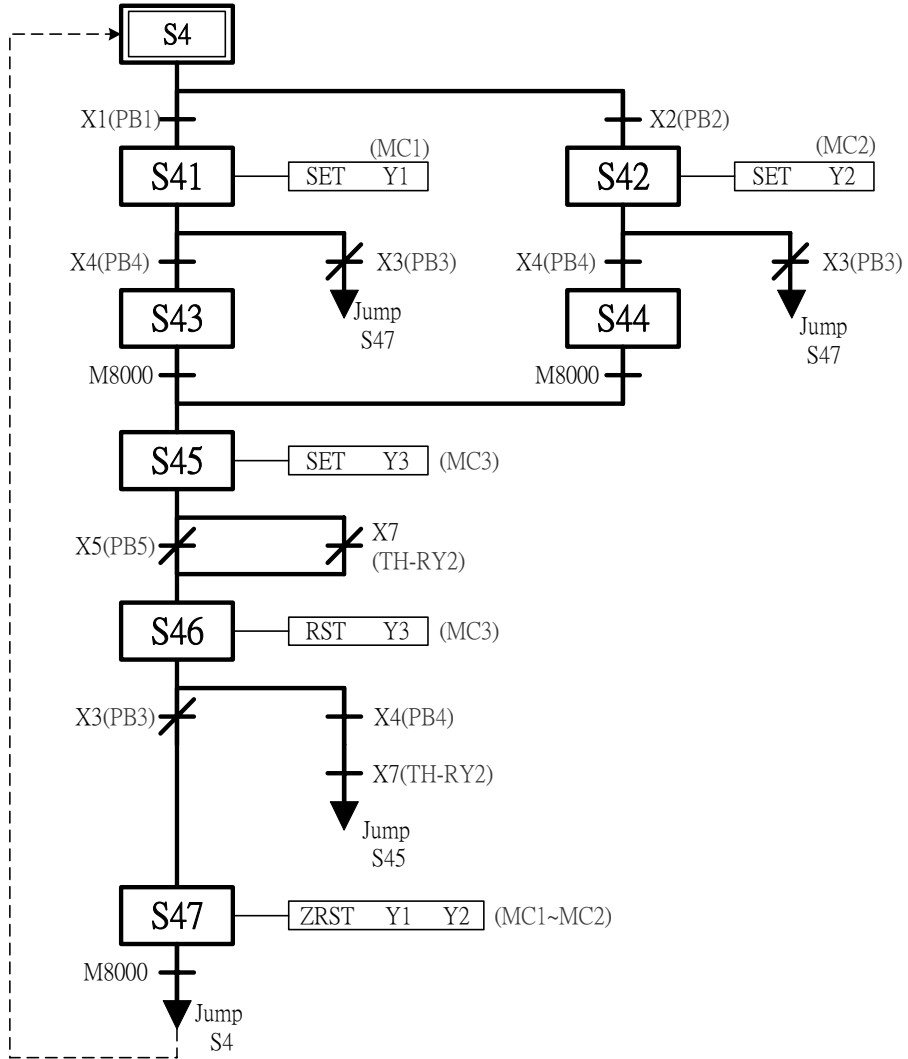 S4
X1(PB1)
X2(PB2)
(MC1)
(MC2)
S41
SET Y1
S42
SET Y2
X4(PB4)
X3(PB3)
X4(PB4)
X3(PB3)
S43
Jump
S47
S44
Jump
S47
M8000
M8000
S45
SET Y3
(MC3)
X5(PB5)
X7
(TH-RY2)
S46
RST Y3
(MC3)
X3(PB3)
X4(PB4)
X7(TH-RY2)
Jump
S45
S47
ZRST Y1 Y2
(MC1~MC2)
M8000
Jump
S4